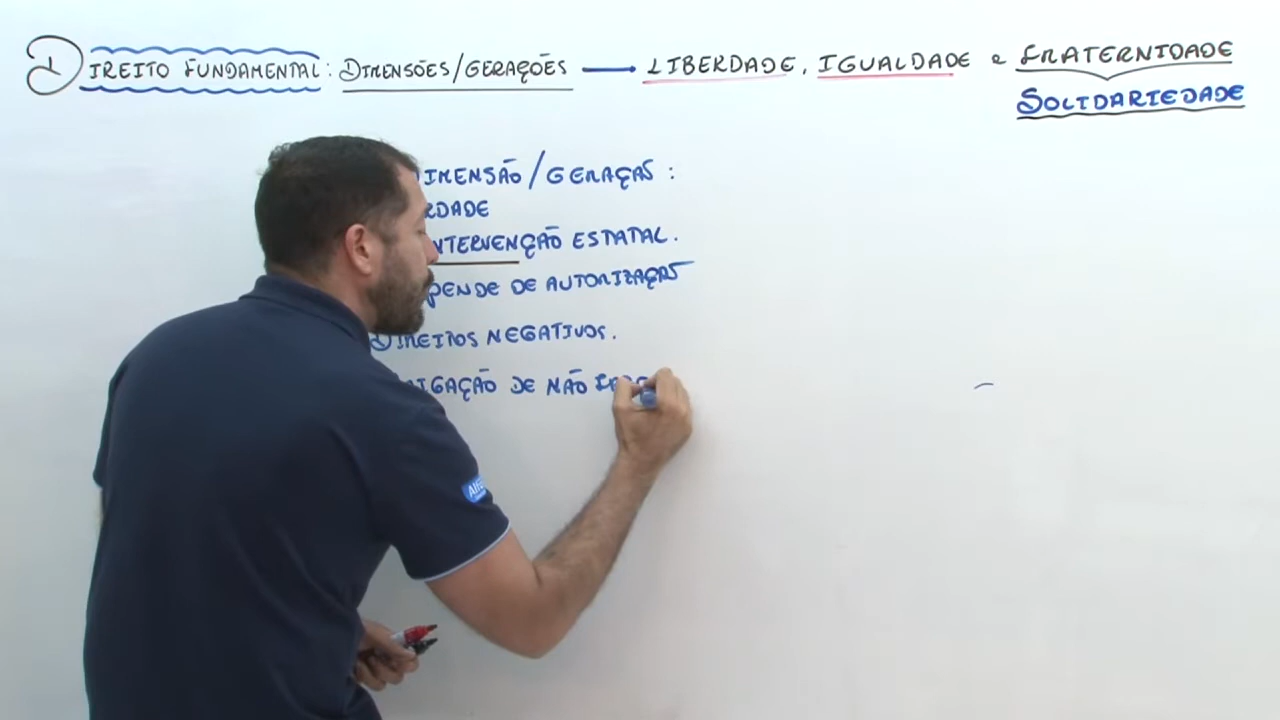 DIREITO FUNDAMENTAL: DIMENSÕES/GERAÇÕES → LIBERDADE, IGUALDADE e FRATERNIDADE
SOLIDARIEDADE
DIMENSÃO/GERAÇÃO:
RDADE
NTERVENÇÃO ESTATAL.
PENDE DE AUTORIZAÇÃO
DIREITOS NEGATIVOS.
IGAÇÃO DE NÃO